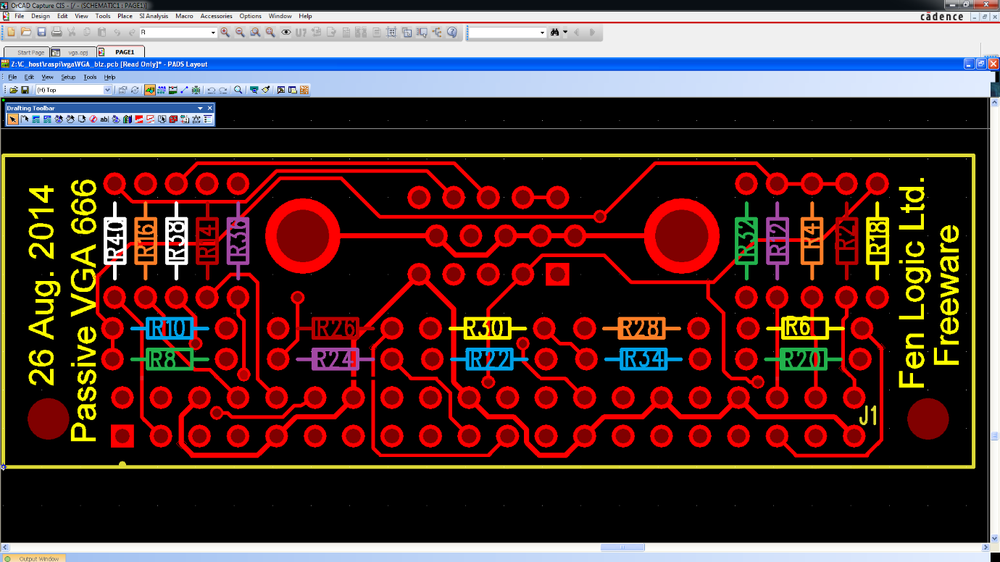 OrCAD Capture CIS - [/ - (SCHEMATIC1 : PAGE1)]
File Design Edit View Tools Place SI Analysis Macro Accessories Options Window Help
cādence
R
U?
Start Page vga.opj PAGE1
Z:\C_host\raspi\vga\VGA_blz.pcb [Read Only]* - PADS Layout
File Edit View Setup Tools Help
(H) Top
Drafting Toolbar
ab|
26 Aug. 2014
Passive VGA 666
R40 R16 R38 R14 R36
R32 R12 R4 R2 R18
Fen Logic Ltd.
Freeware
R10 R26 R30 R28 R6
R8 R24 R22 R34 R20
J1
Output Window